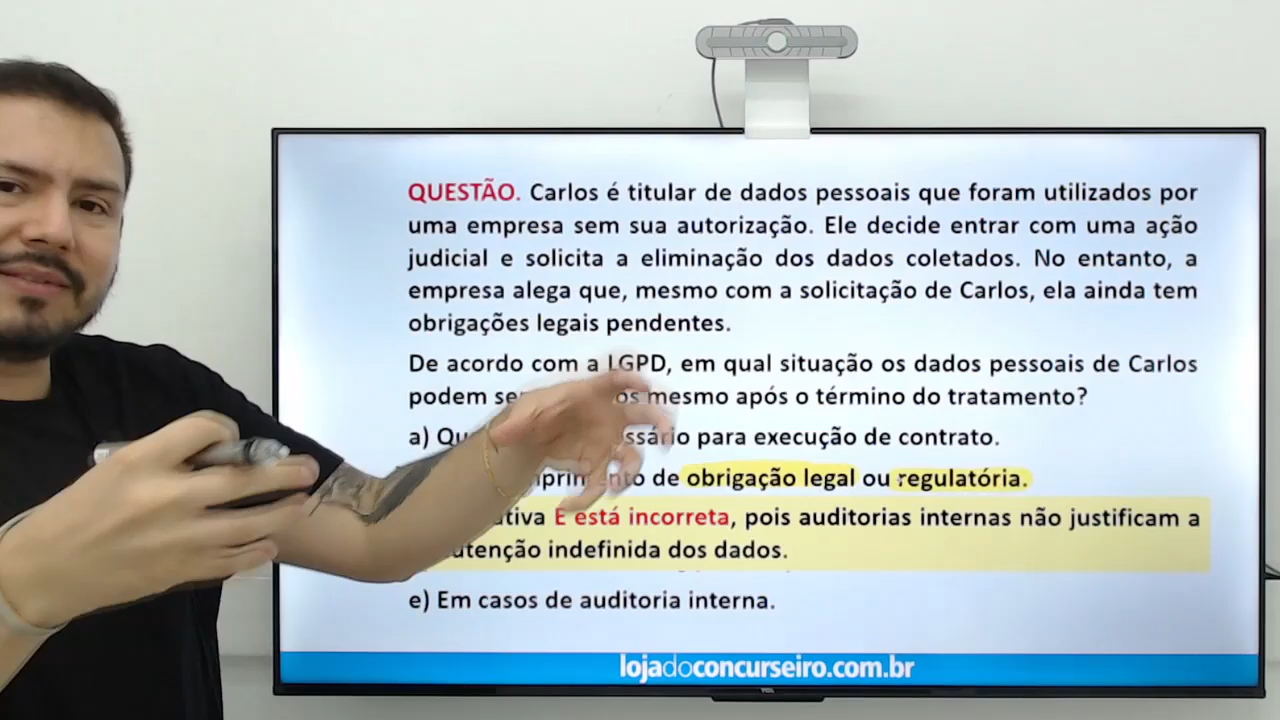 QUESTÃO. Carlos é titular de dados pessoais que foram utilizados por
uma empresa sem sua autorização. Ele decide entrar com uma ação
judicial e solicita a eliminação dos dados coletados. No entanto, a
empresa alega que, mesmo com a solicitação de Carlos, ela ainda tem
obrigações legais pendentes.
De acordo com a LGPD, em qual situação os dados pessoais de Carlos
podem mesmo após o término do tratamento?
a) para execução de contrato.
de obrigação legal ou regulatória.
E está incorreta, pois auditorias internas não justificam a
indefinida dos dados.
e) Em casos de auditoria interna.
lojadoconcurseiro.com.br
TCL